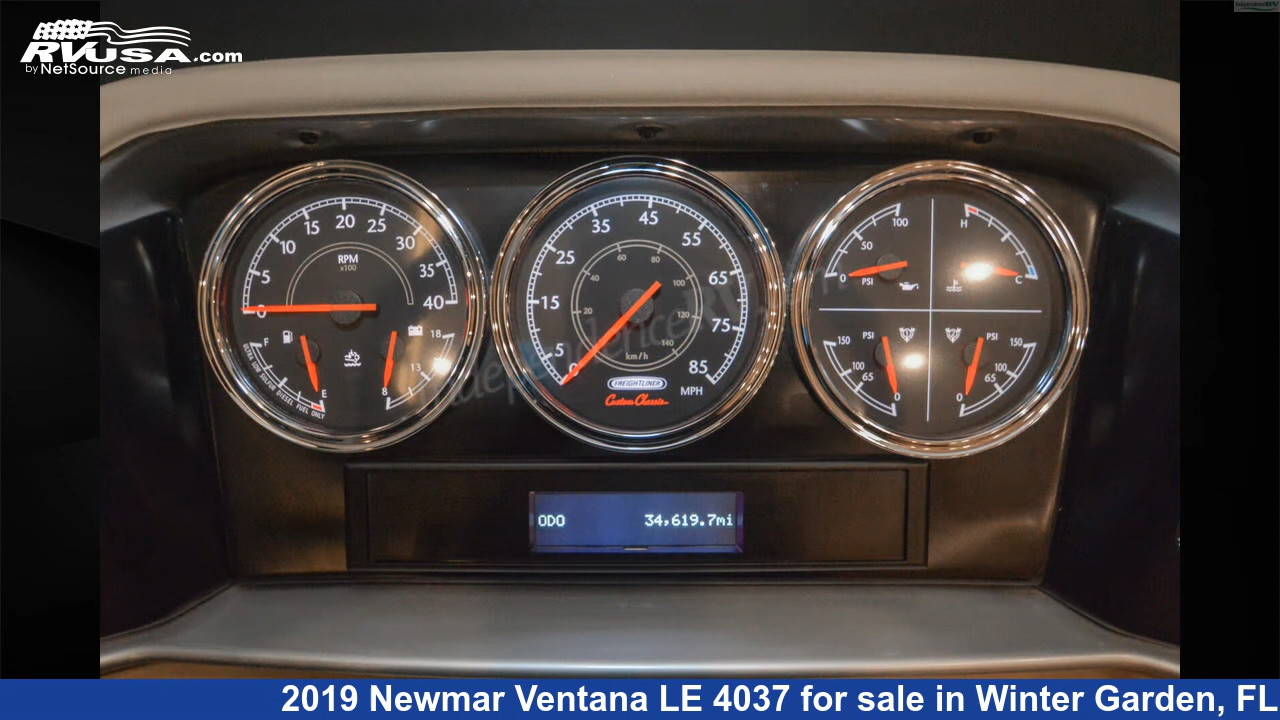 RVUSA.com
by NetSource media
IndependenceRV
5 10 15 20 25 30 35 40
RPM
x100
F E
ULTRA LOW SULFUR DIESEL FUEL ONLY
18 13 8
5 15 25 35 45 55 65 75 85
20 40 60 80 100 120 140
km/h
MPH
FREIGHTLINER
Custom Chassis
0 50 100
PSI
H C
150 PSI
100
65
0
PSI 150
100
65
0
ODO 34,619.7mi
2019 Newmar Ventana LE 4037 for sale in Winter Garden, FL